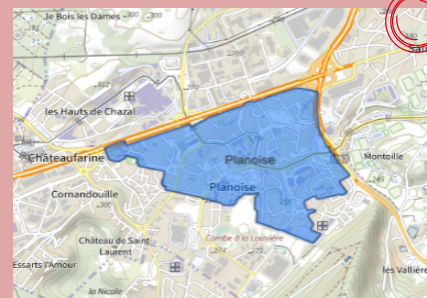 le Bois les Dames
les Hauts de Chazal
Châteaufarine
Planoise
Montoille
Planoise
Cornandouille
Château de Saint
Laurent
Combe à la Louvière
Essarts l'Amour
les Vallière
la Nicole